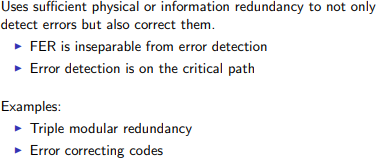 Uses sufficient physical or information redundancy to not only
detect errors but also correct them.
▶ FER is inseparable from error detection
▶ Error detection is on the critical path
Examples:
▶ Triple modular redundancy
▶ Error correcting codes